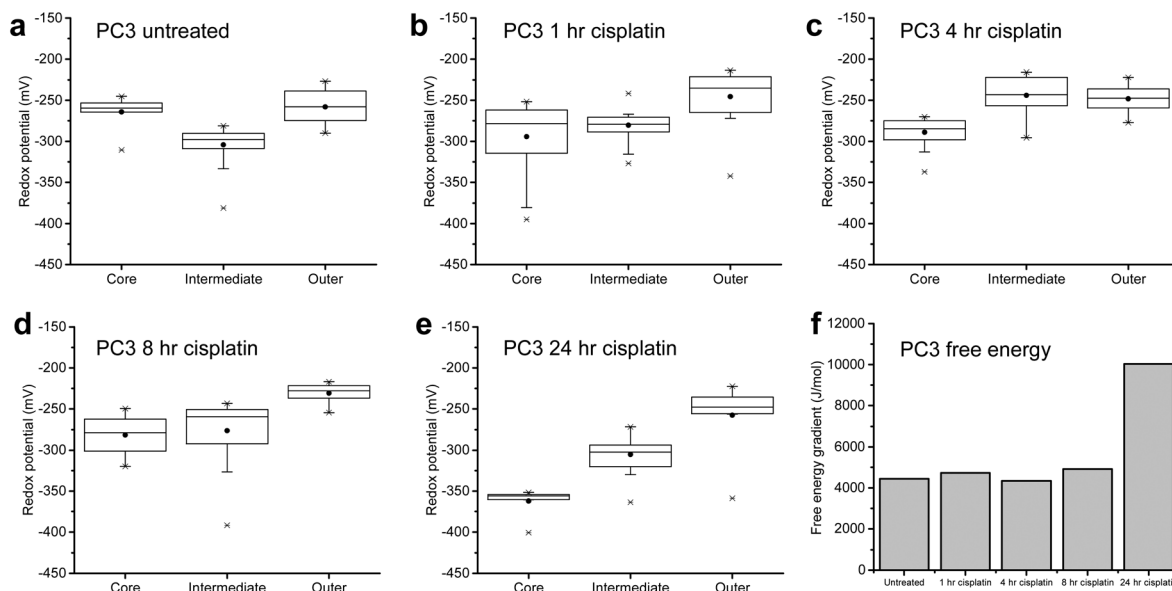 a PC3 untreated
Redox potential (mV)
-150
-200
-250
-300
-350
-400
-450
Core Intermediate Outer
b PC3 1 hr cisplatin
Redox potential (mV)
-150
-200
-250
-300
-350
-400
-450
Core Intermediate Outer
c PC3 4 hr cisplatin
Redox potential (mV)
-150
-200
-250
-300
-350
-400
-450
Core Intermediate Outer
d PC3 8 hr cisplatin
Redox potential (mV)
-150
-200
-250
-300
-350
-400
-450
Core Intermediate Outer
e PC3 24 hr cisplatin
Redox potential (mV)
-150
-200
-250
-300
-350
-400
-450
Core Intermediate Outer
f PC3 free energy
Free energy gradient (J/mol)
12000
10000
8000
6000
4000
2000
0
Untreated 1 hr cisplatin 4 hr cisplatin 8 hr cisplatin 24 hr cisplatin